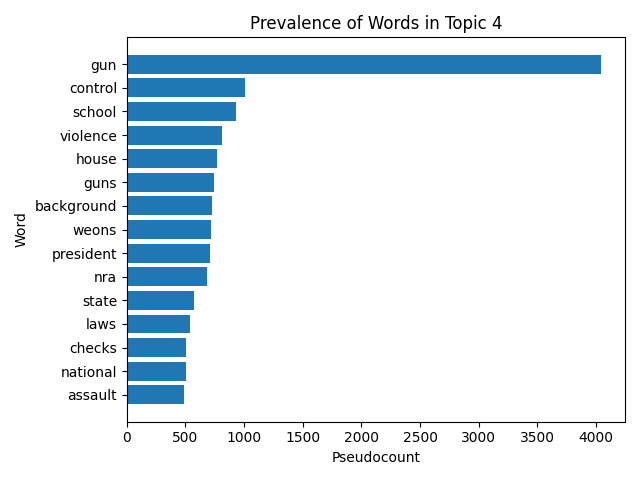 Prevalence of Words in Topic 4
gun
control
school
violence
house
guns
background
weons
president
nra
state
laws
checks
national
assault
Word
0 500 1000 1500 2000 2500 3000 3500 4000
Pseudocount